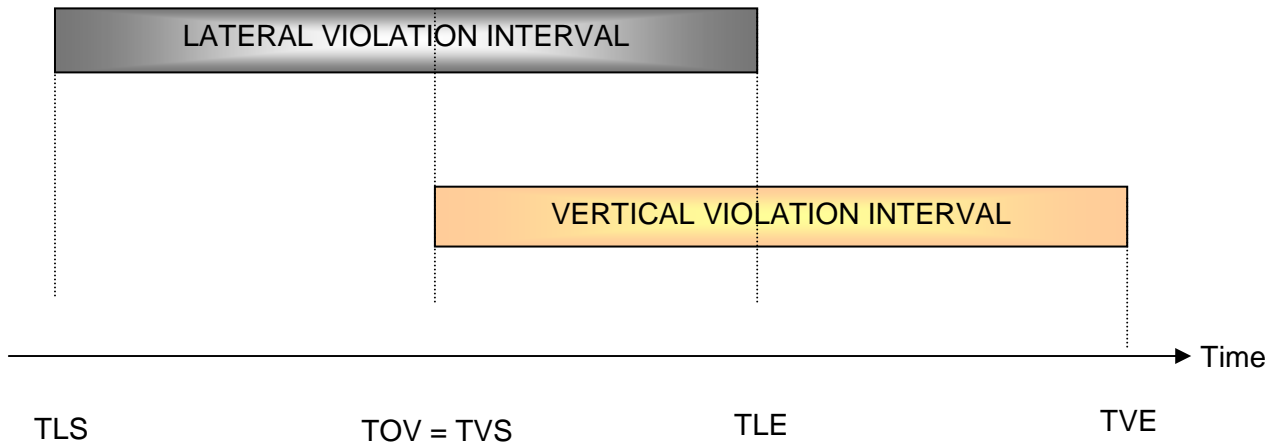 LATERAL VIOLATION INTERVAL
VERTICAL VIOLATION INTERVAL
Time
TLS
TOV = TVS
TLE
TVE